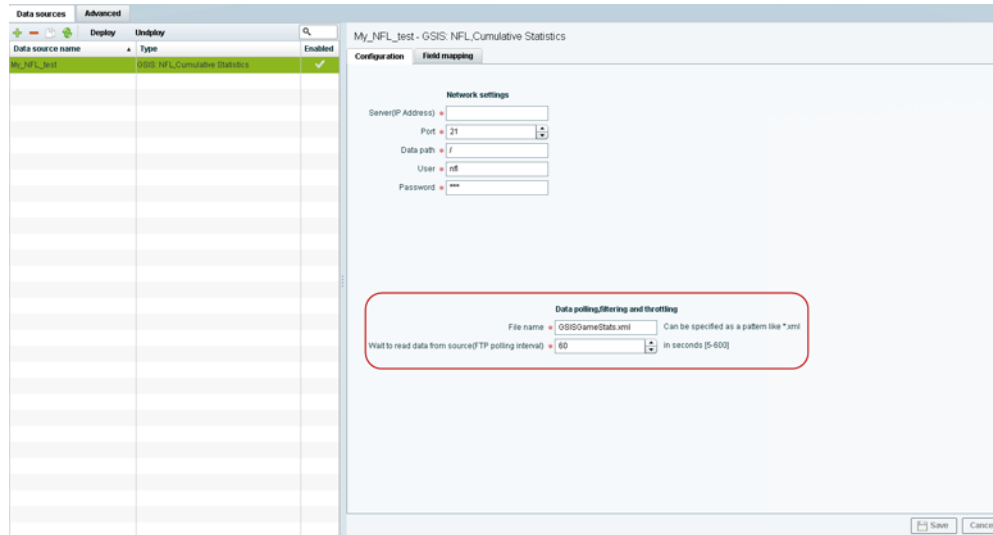 Data sources Advanced
Deploy Undploy
Data source name Type Enabled
My_NFL_test GSIS: NFL,Cumulative Statistics
My_NFL_test - GSIS: NFL,Cumulative Statistics
Configuration Field mapping
Network settings
Server(IP Address) *
Port * 21
Data path * /
User * nfl
Password * ***
Data polling,filtering and throttling
File name * GSISGameStats.xml Can be specified as a pattern like *.xml
Wait to read data from source(FTP polling interval) * 60 in seconds [5-600]
Save Cance